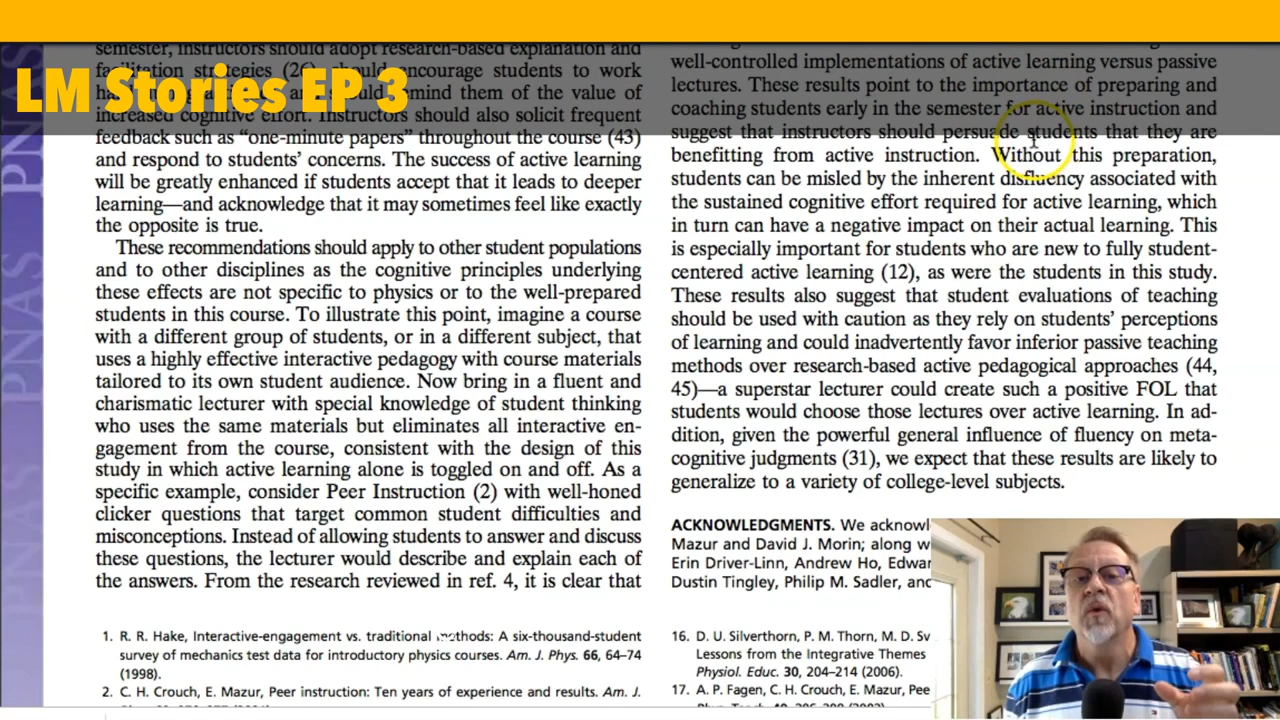 LM Stories EP 3
semester, instructors should adopt research-based explanation and
facilitation strategies (26), should encourage students to work
hard and should remind them of the value of
increased cognitive effort. Instructors should also solicit frequent
feedback such as “one-minute papers” throughout the course (43)
and respond to students’ concerns. The success of active learning
will be greatly enhanced if students accept that it leads to deeper
learning—and acknowledge that it may sometimes feel like exactly
the opposite is true.
These recommendations should apply to other student populations
and to other disciplines as the cognitive principles underlying
these effects are not specific to physics or to the well-prepared
students in this course. To illustrate this point, imagine a course
with a different group of students, or in a different subject, that
uses a highly effective interactive pedagogy with course materials
tailored to its own student audience. Now bring in a fluent and
charismatic lecturer with special knowledge of student thinking
who uses the same materials but eliminates all interactive en-
gagement from the course, consistent with the design of this
study in which active learning alone is toggled on and off. As a
specific example, consider Peer Instruction (2) with well-honed
clicker questions that target common student difficulties and
misconceptions. Instead of allowing students to answer and discuss
these questions, the lecturer would describe and explain each of
the answers. From the research reviewed in ref. 4, it is clear that
well-controlled implementations of active learning versus passive
lectures. These results point to the importance of preparing and
coaching students early in the semester for active instruction and
suggest that instructors should persuade students that they are
benefitting from active instruction. Without this preparation,
students can be misled by the inherent disfluency associated with
the sustained cognitive effort required for active learning, which
in turn can have a negative impact on their actual learning. This
is especially important for students who are new to fully student-
centered active learning (12), as were the students in this study.
These results also suggest that student evaluations of teaching
should be used with caution as they rely on students’ perceptions
of learning and could inadvertently favor inferior passive teaching
methods over research-based active pedagogical approaches (44,
45)—a superstar lecturer could create such a positive FOL that
students would choose those lectures over active learning. In ad-
dition, given the powerful general influence of fluency on meta-
cognitive judgments (31), we expect that these results are likely to
generalize to a variety of college-level subjects.
ACKNOWLEDGMENTS. We acknowl
Mazur and David J. Morin; along w
Erin Driver-Linn, Andrew Ho, Edwar
Dustin Tingley, Philip M. Sadler, and
1. R. R. Hake, Interactive-engagement vs. traditional methods: A six-thousand-student
survey of mechanics test data for introductory physics courses. Am. J. Phys. 66, 64–74
(1998).
2. C. H. Crouch, E. Mazur, Peer instruction: Ten years of experience and results. Am. J.
16. D. U. Silverthorn, P. M. Thorn, M. D. Sv
Lessons from the Integrative Themes
Physiol. Educ. 30, 204–214 (2006).
17. A. P. Fagen, C. H. Crouch, E. Mazur, Pee
PNAS
PNAS
PNAS